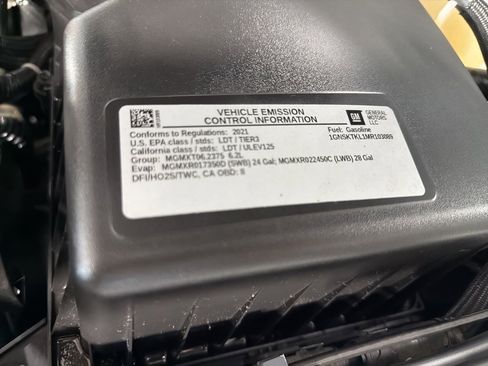 VEHICLE EMISSION
CONTROL INFORMATION
GM
GENERAL
MOTORS
LLC
Conforms to Regulations: 2021
Fuel: Gasoline
U.S. EPA class / stds: LDT / TIER3
1GNSKTKL1MR103089
California class / stds: LDT / ULEV125
Group: MGMXT06.2375 6.2L
Evap: MGMXR017350D (SWB) 24 Gal; MGMXR022450C (LWB) 28 Gal
DFI/HO2S/TWC, CA OBD: II